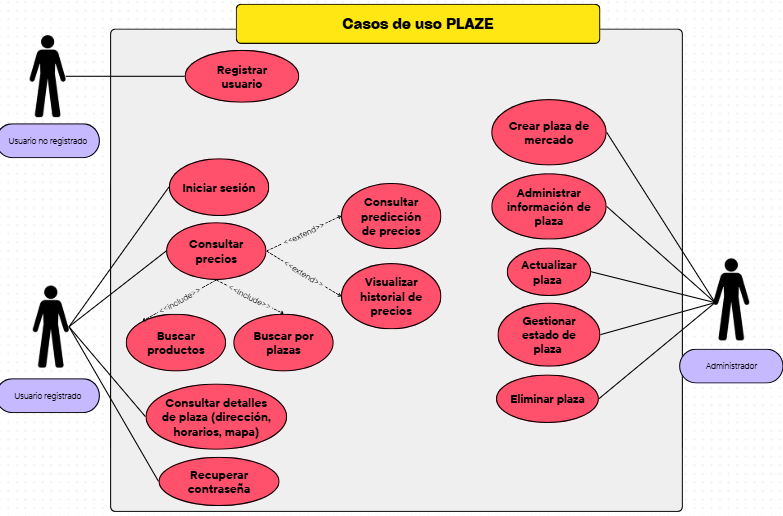 Casos de uso PLAZE
Registrar
usuario
Usuario no registrado
Crear plaza de
mercado
Iniciar sesión
Administrar
información de
plaza
Consultar
predicción
de precios
Consultar
precios
<<extend>>
<<extend>>
Actualizar
plaza
Visualizar
historial de
precios
<<include>>
<<include>>
Buscar
productos
Buscar por
plazas
Gestionar
estado de
plaza
Administrador
Usuario registrado
Eliminar plaza
Consultar detalles
de plaza (dirección,
horarios, mapa)
Recuperar
contraseña